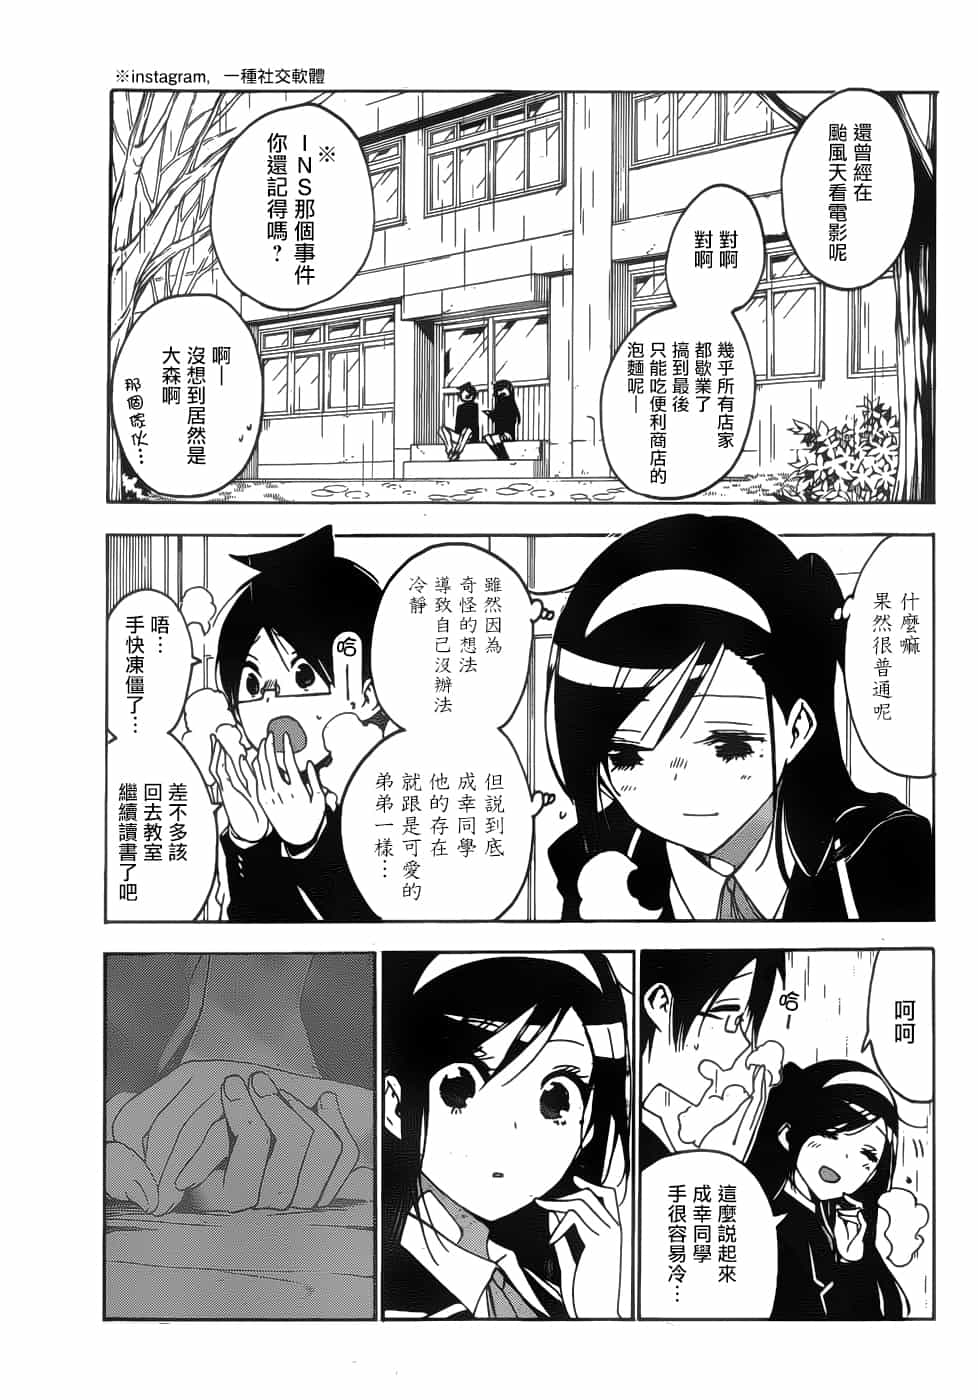 ※instagram, 一種社交軟體
還曾經在
颱風天看電影呢
對啊
對啊
幾乎所有店家
都歇業了
搞到最後
只能吃便利商店的
泡麵呢—
※
INS那個事件
你還記得嗎？
啊—
沒想到居然是
大森啊
那個傢伙…
什麼嘛
果然很普通呢
雖然因為
奇怪的想法
導致自己沒辦法
冷靜
但說到底
成幸同學
他的存在
就跟是可愛的
弟弟一樣…
哈—
唔…
手快凍僵了…
差不多該
回去教室
繼續讀書了吧
呵呵
哈—
這麼說起來
成幸同學
手很容易冷…